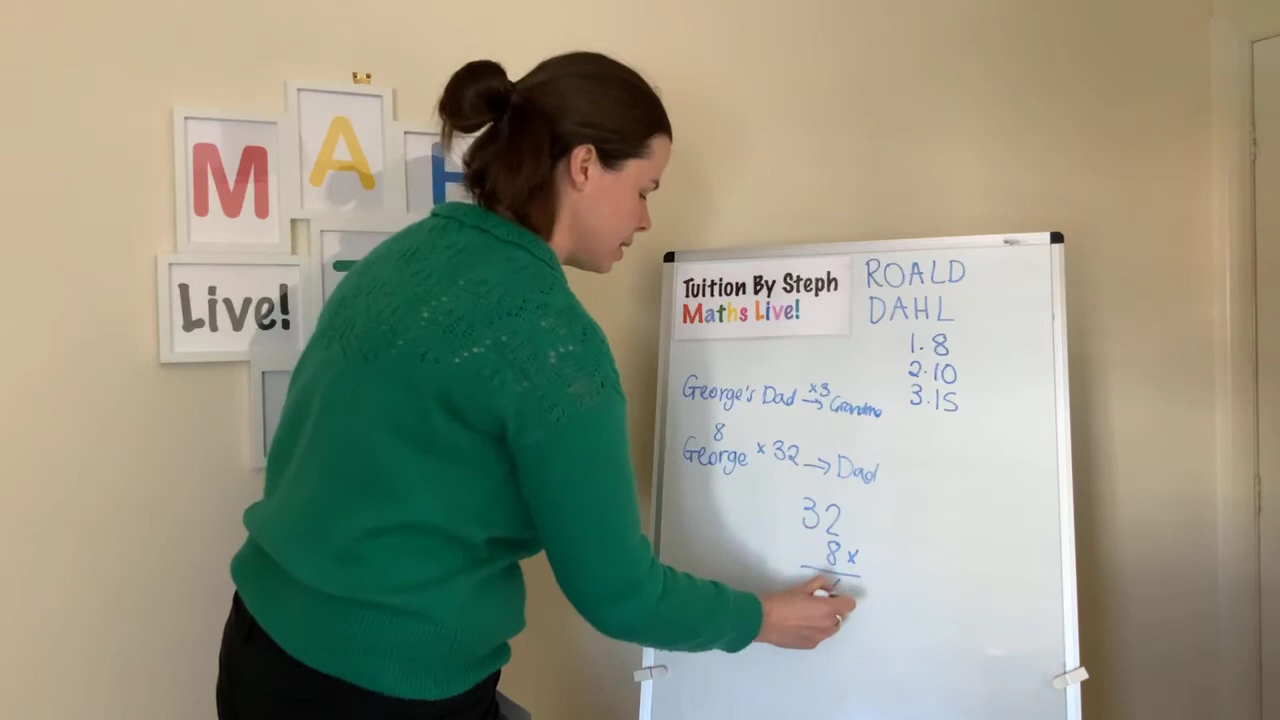 M
A
H
Live!
Tuition By Steph
Maths Live!
ROALD
DAHL
1. 8
2. 10
3. 15
George's Dad ×3 → Grandma
8
George × 32 → Dad
32
8 ×